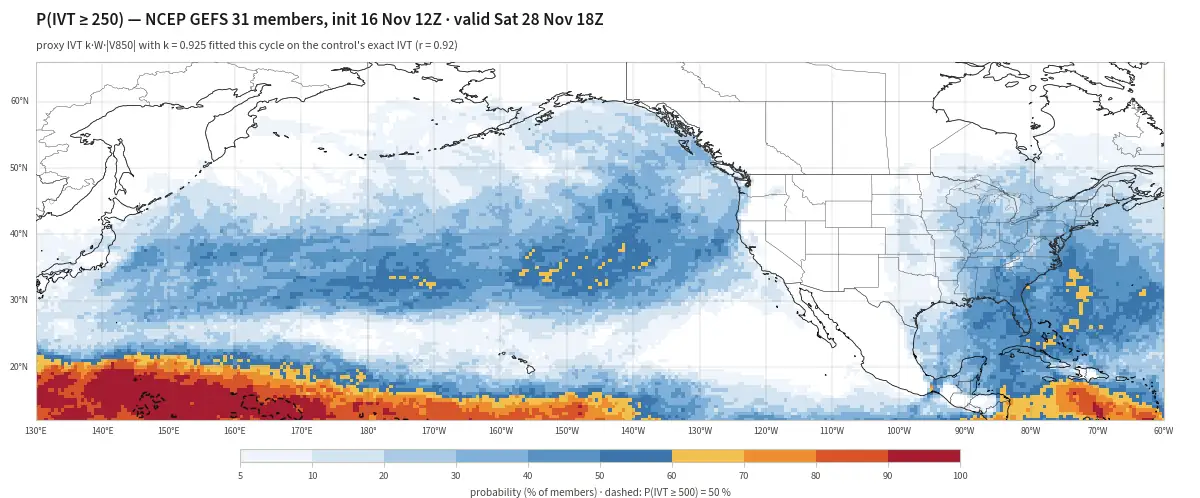 P(IVT ≥ 250) — NCEP GEFS 31 members, init 16 Nov 12Z · valid Sat 28 Nov 18Z
proxy IVT k·W·|V850| with k = 0.925 fitted this cycle on the control's exact IVT (r = 0.92)
60°N
50°N
40°N
30°N
20°N
130°E 140°E 150°E 160°E 170°E 180° 170°W 160°W 150°W 140°W 130°W 120°W 110°W 100°W 90°W 80°W 70°W 60°W
5 10 20 30 40 50 60 70 80 90 100
probability (% of members) · dashed: P(IVT ≥ 500) = 50 %